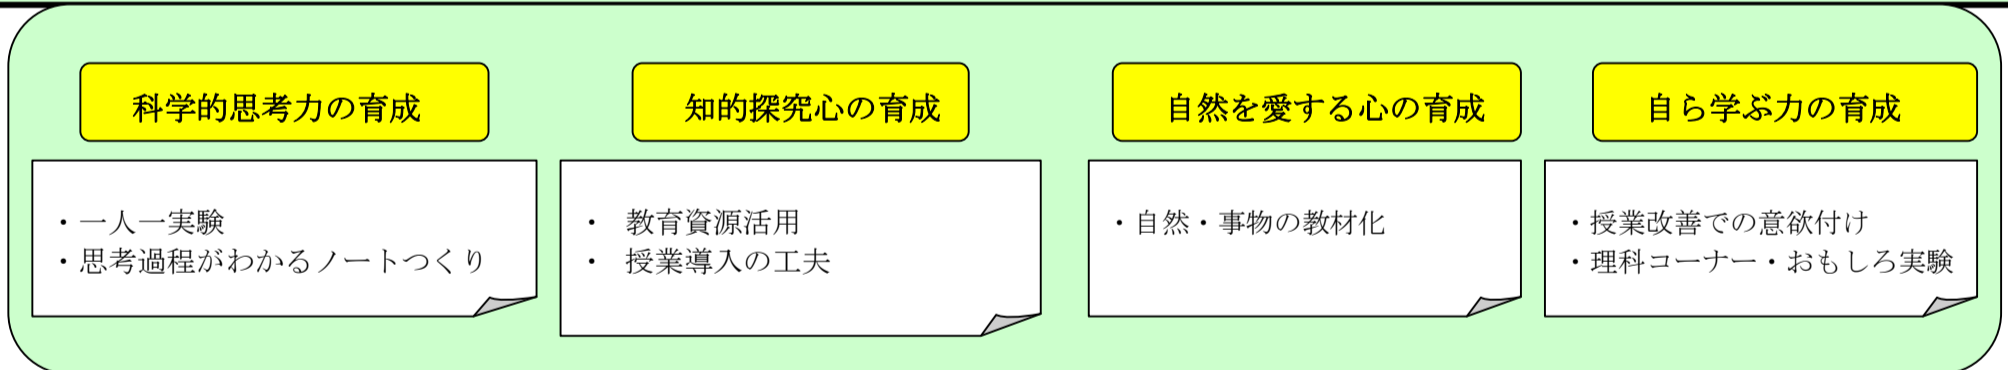 科学的思考力の育成
・一人一実験
・思考過程がわかるノートつくり
知的探究心の育成
・ 教育資源活用
・ 授業導入の工夫
自然を愛する心の育成
・自然・事物の教材化
自ら学ぶ力の育成
・授業改善での意欲付け
・理科コーナー・おもしろ実験